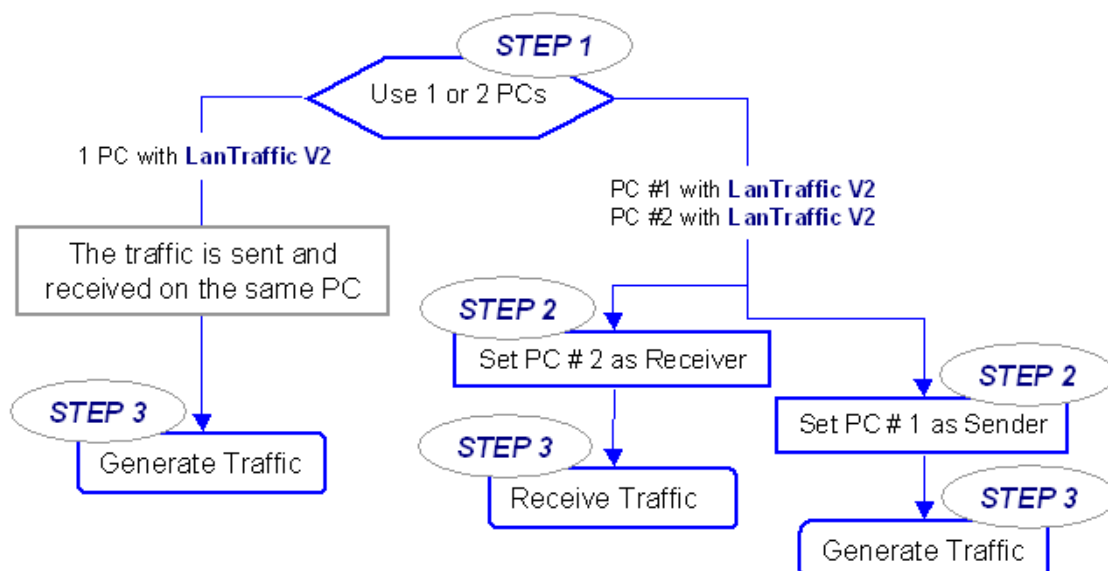 STEP 1
Use 1 or 2 PCs
1 PC with LanTraffic V2
PC #1 with LanTraffic V2
PC #2 with LanTraffic V2
The traffic is sent and
received on the same PC
STEP 2
Set PC # 2 as Receiver
STEP 2
Set PC # 1 as Sender
STEP 3
Generate Traffic
STEP 3
Receive Traffic
STEP 3
Generate Traffic